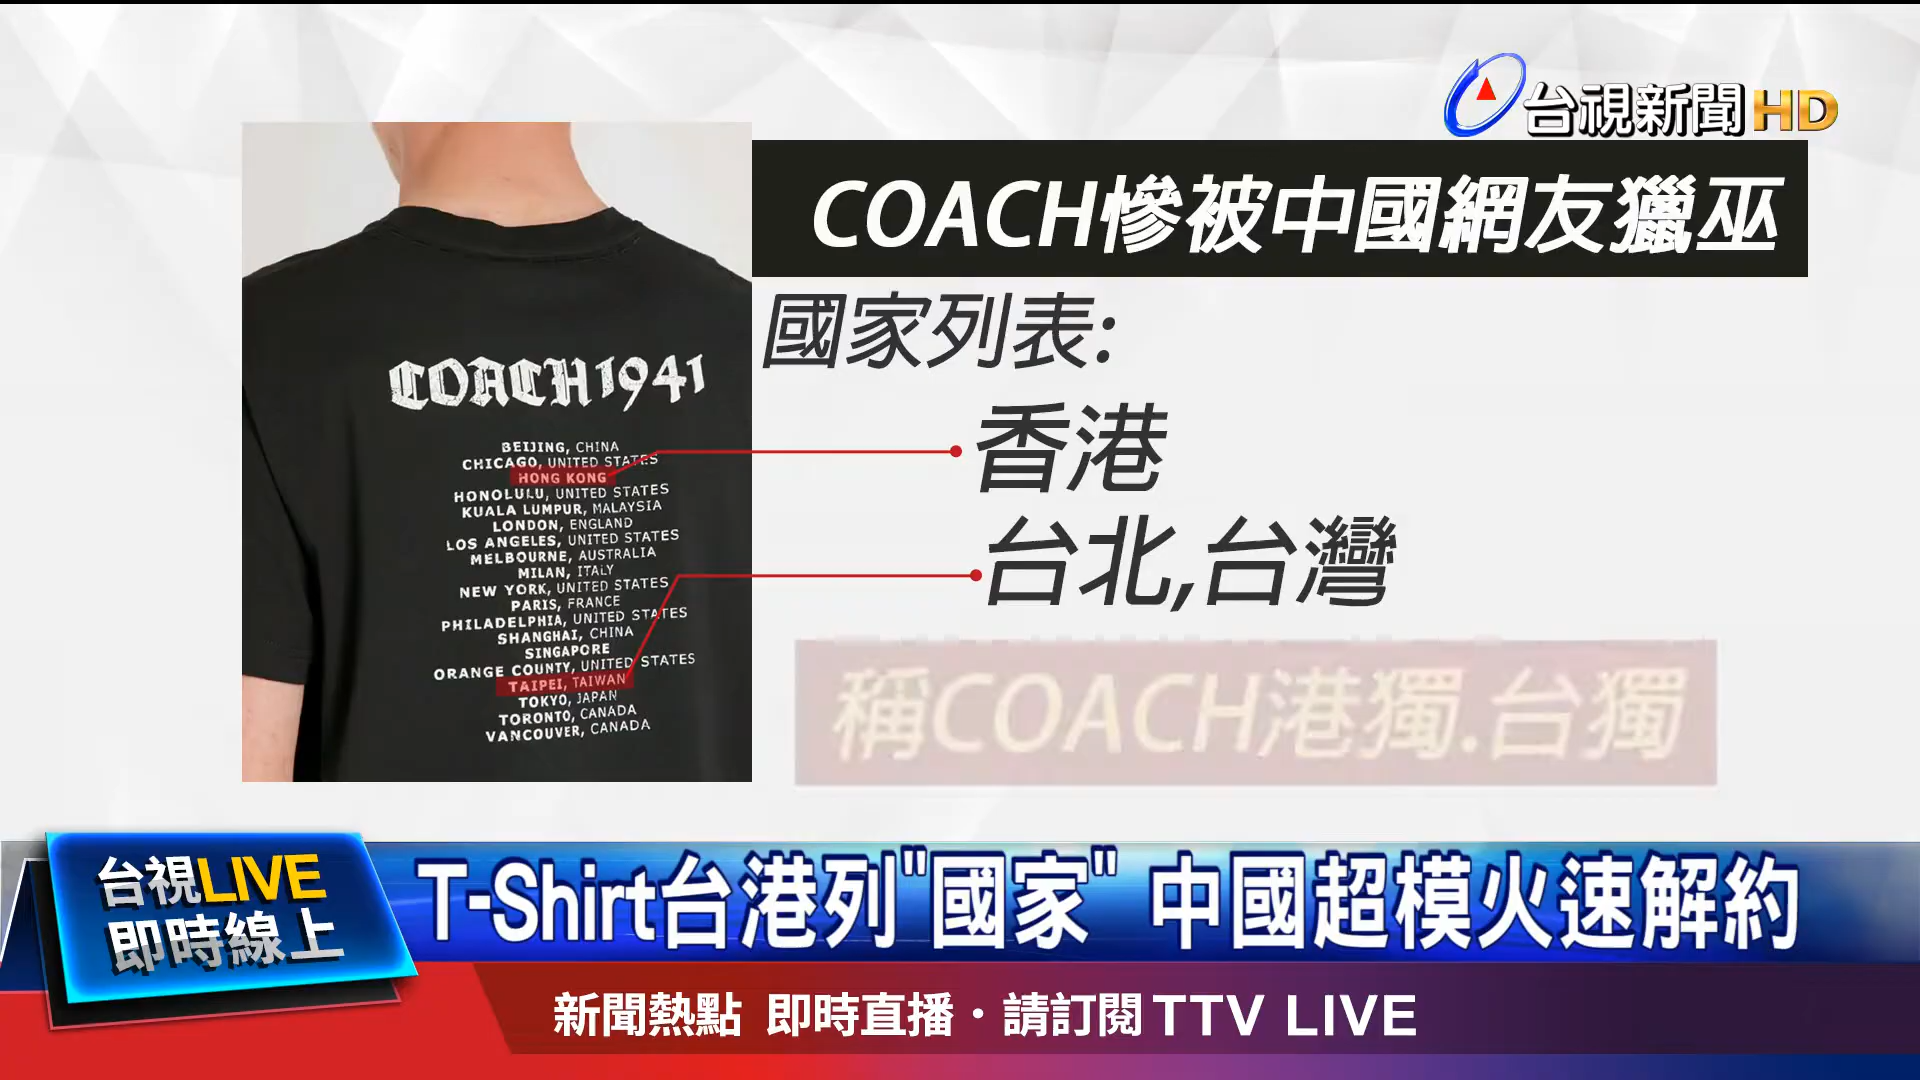 台視新聞HD
COACH慘被中國網友獵巫
國家列表:
香港
台北,台灣
稱COACH港獨.台獨
COACH1941
BEIJING, CHINA
CHICAGO, UNITED STATES
HONG KONG
HONOLULU, UNITED STATES
KUALA LUMPUR, MALAYSIA
LONDON, ENGLAND
LOS ANGELES, UNITED STATES
MELBOURNE, AUSTRALIA
MILAN, ITALY
NEW YORK, UNITED STATES
PARIS, FRANCE
PHILADELPHIA, UNITED STATES
SHANGHAI, CHINA
SINGAPORE
ORANGE COUNTY, UNITED STATES
TAIPEI, TAIWAN
TOKYO, JAPAN
TORONTO, CANADA
VANCOUVER, CANADA
台視LIVE
即時線上
T-Shirt台港列"國家" 中國超模火速解約
新聞熱點 即時直播・請訂閱TTV LIVE